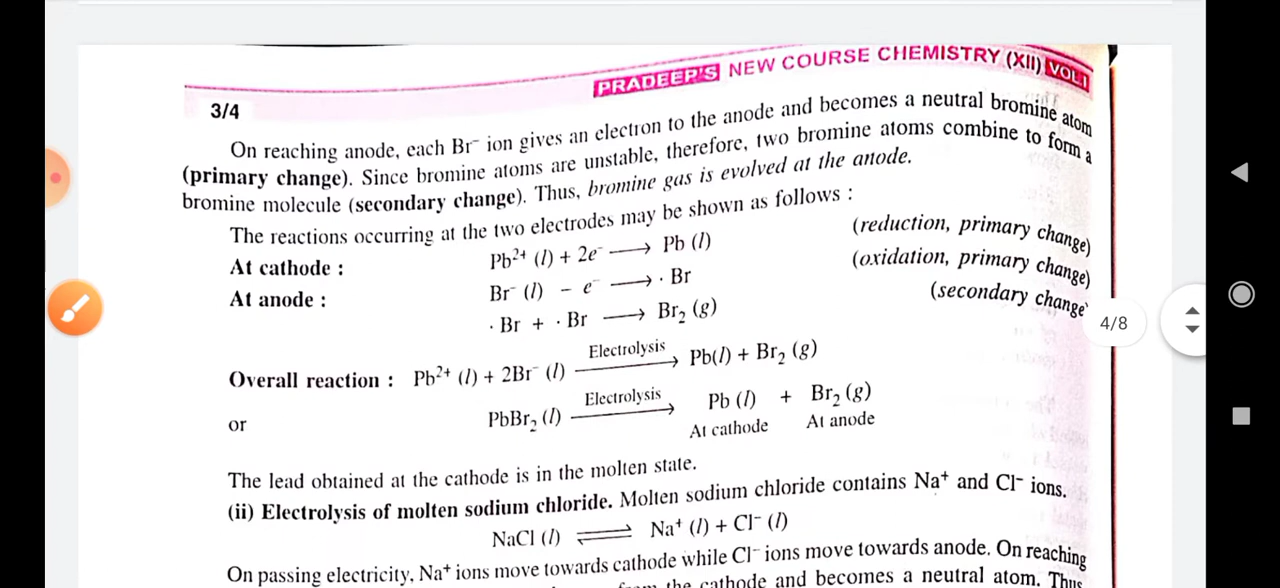 PRADEEP'S NEW COURSE CHEMISTRY (XII) VOL.I
3/4
On reaching anode, each Br⁻ ion gives an electron to the anode and becomes a neutral bromine atom
(primary change). Since bromine atoms are unstable, therefore, two bromine atoms combine to form a
bromine molecule (secondary change). Thus, bromine gas is evolved at the anode.
The reactions occurring at the two electrodes may be shown as follows :
At cathode : Pb²⁺ (l) + 2e⁻ ⟶ Pb (l) (reduction, primary change)
At anode : Br⁻ (l) − e⁻ ⟶ · Br (oxidation, primary change)
· Br + · Br ⟶ Br₂ (g) (secondary change
4/8
Electrolysis
Overall reaction : Pb²⁺ (l) + 2Br⁻ (l) ⟶ Pb(l) + Br₂ (g)
Electrolysis
or PbBr₂ (l) ⟶ Pb (l) + Br₂ (g)
At cathode At anode
The lead obtained at the cathode is in the molten state.
(ii) Electrolysis of molten sodium chloride. Molten sodium chloride contains Na⁺ and Cl⁻ ions.
NaCl (l) ⇌ Na⁺ (l) + Cl⁻ (l)
On passing electricity, Na⁺ ions move towards cathode while Cl⁻ ions move towards anode. On reaching
the cathode and becomes a neutral atom. Thus